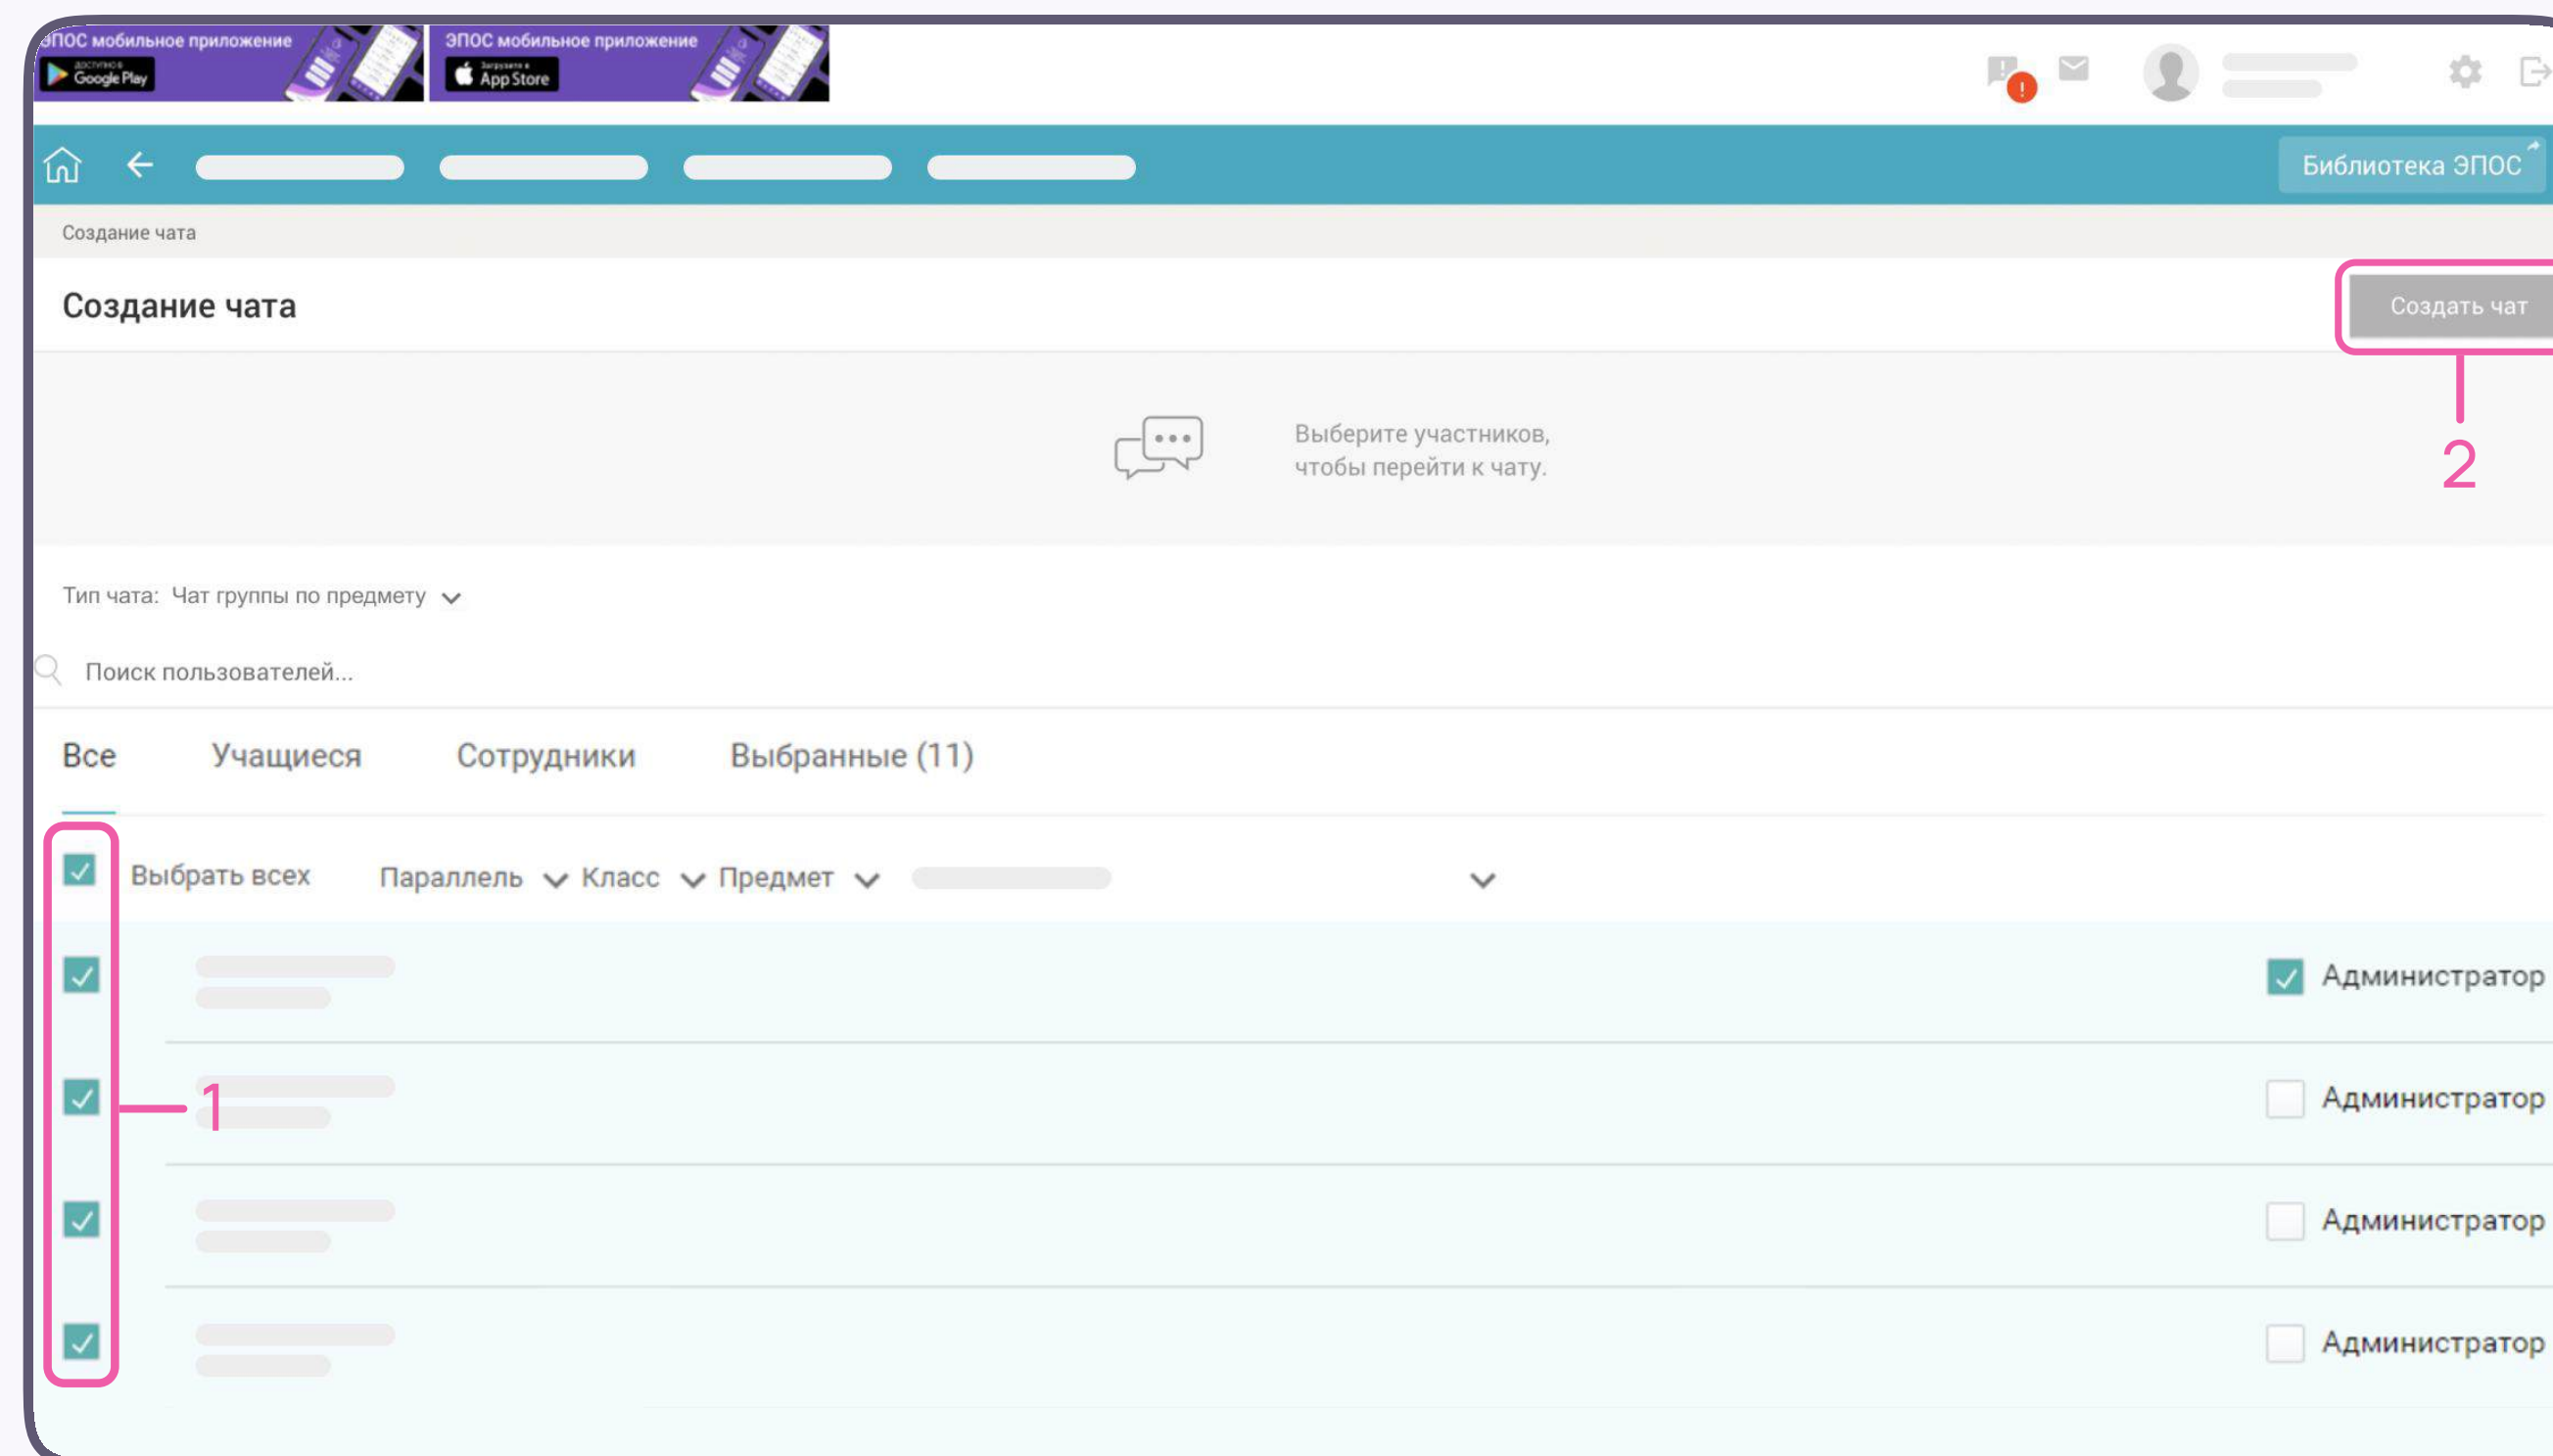 ЭПОС мобильное приложение
ДОСТУПНО В
Google Play
ЭПОС мобильное приложение
Загрузите в
App Store
Библиотека ЭПОС
Создание чата
Создание чата
Создать чат
2
Выберите участников,
чтобы перейти к чату.
Тип чата: Чат группы по предмету
Поиск пользователей...
Все Учащиеся Сотрудники Выбранные (11)
Выбрать всех Параллель Класс Предмет
Администратор
1
Администратор
Администратор
Администратор